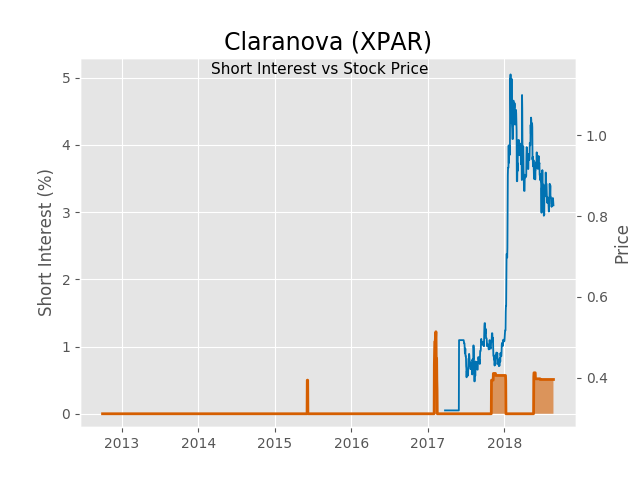 Claranova (XPAR)
Short Interest vs Stock Price
Short Interest (%)
5
4
3
2
1
0
1.0
0.8
0.6
0.4
Price
2013 2014 2015 2016 2017 2018